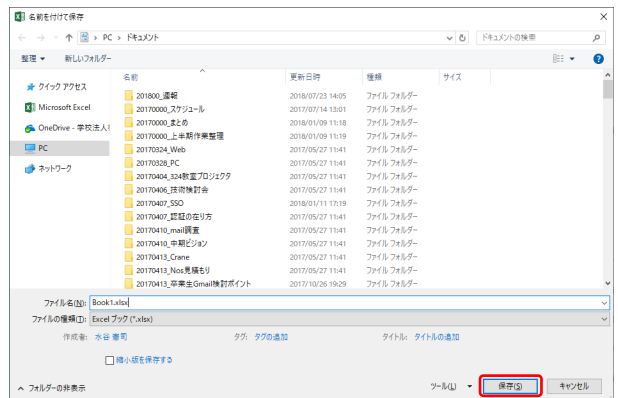 名前を付けて保存
PC > ドキュメント
ドキュメントの検索
整理 新しいフォルダー
名前 更新日時 種類 サイズ
クイック アクセス
Microsoft Excel
OneDrive - 学校法人
PC
ネットワーク
201800_週報 2018/07/23 14:05 ファイル フォルダー
20170000_スケジュール 2017/07/14 13:01 ファイル フォルダー
20170000_まとめ 2018/01/09 11:18 ファイル フォルダー
20170000_上半期作業整理 2018/01/09 11:19 ファイル フォルダー
20170324_Web 2017/05/27 11:41 ファイル フォルダー
20170328_PC 2017/05/27 11:41 ファイル フォルダー
20170404_324教室プロジェクタ 2017/05/27 11:41 ファイル フォルダー
20170406_技術検討会 2017/05/27 11:41 ファイル フォルダー
20170407_SSO 2018/01/11 17:19 ファイル フォルダー
20170407_認証の在り方 2017/05/27 11:41 ファイル フォルダー
20170410_mail調査 2017/05/27 11:41 ファイル フォルダー
20170410_中期ビジョン 2017/05/27 11:41 ファイル フォルダー
20170413_Crane 2017/05/27 11:41 ファイル フォルダー
20170413_Nos見積もり 2017/05/27 11:41 ファイル フォルダー
20170413_卒業生Gmail検討ポイント 2017/10/26 19:29 ファイル フォルダー
ファイル名(N): Book1.xlsx
ファイルの種類(T): Excel ブック (*.xlsx)
作成者: 水谷 憲司 タグ: タグの追加 タイトル: タイトルの追加
縮小版を保存する
フォルダーの非表示 ツール(L) 保存(S) キャンセル